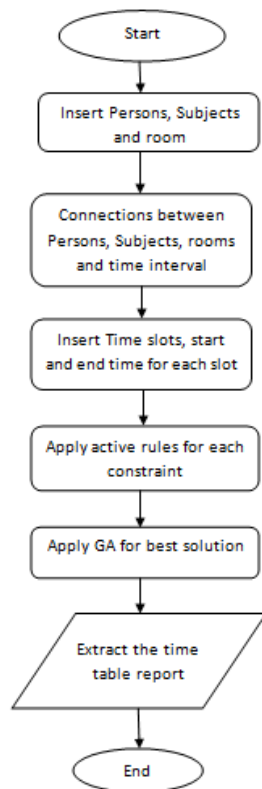 Start
Insert Persons, Subjects
and room
Connections between
Persons, Subjects, rooms
and time interval
Insert Time slots, start
and end time for each slot
Apply active rules for each
constraint
Apply GA for best solution
Extract the time
table report
End